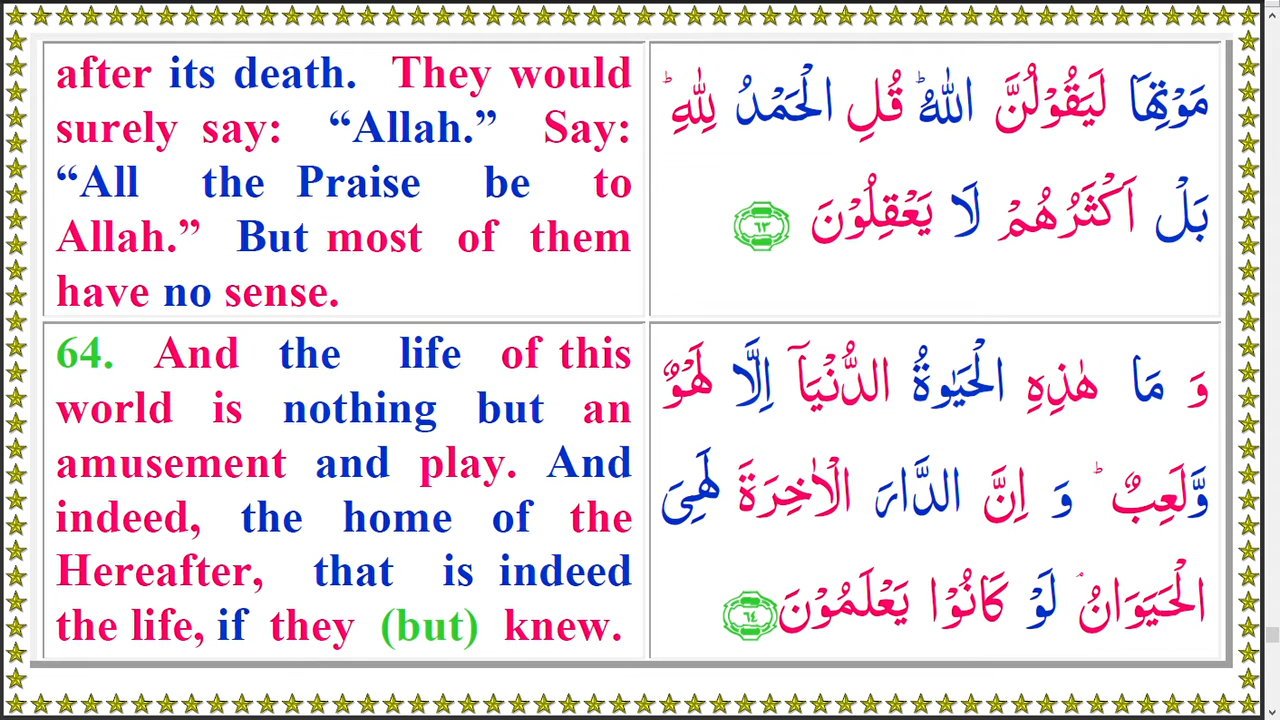 after its death. They would
surely say: “Allah.” Say:
“All the Praise be to
Allah.” But most of them
have no sense.
مَوۡتِهَا لَيَقُوۡلُنَّ اللّٰهُ‌ؕ قُلِ الۡحَمۡدُ لِلّٰهِ‌ؕ
بَلۡ اَكۡثَرُهُمۡ لَا يَعۡقِلُوۡنَ ٦٣
64. And the life of this
world is nothing but an
amusement and play. And
indeed, the home of the
Hereafter, that is indeed
the life, if they (but) knew.
وَ مَا هٰذِهِ الۡحَيٰوةُ الدُّنۡيَاۤ اِلَّا لَهۡوٌ
وَّلَعِبٌ‌ؕ وَ اِنَّ الدَّارَ الۡاٰخِرَةَ لَهِىَ
الۡحَيَوَانُ‌ۘ لَوۡ كَانُوۡا يَعۡلَمُوۡنَ ٦٤